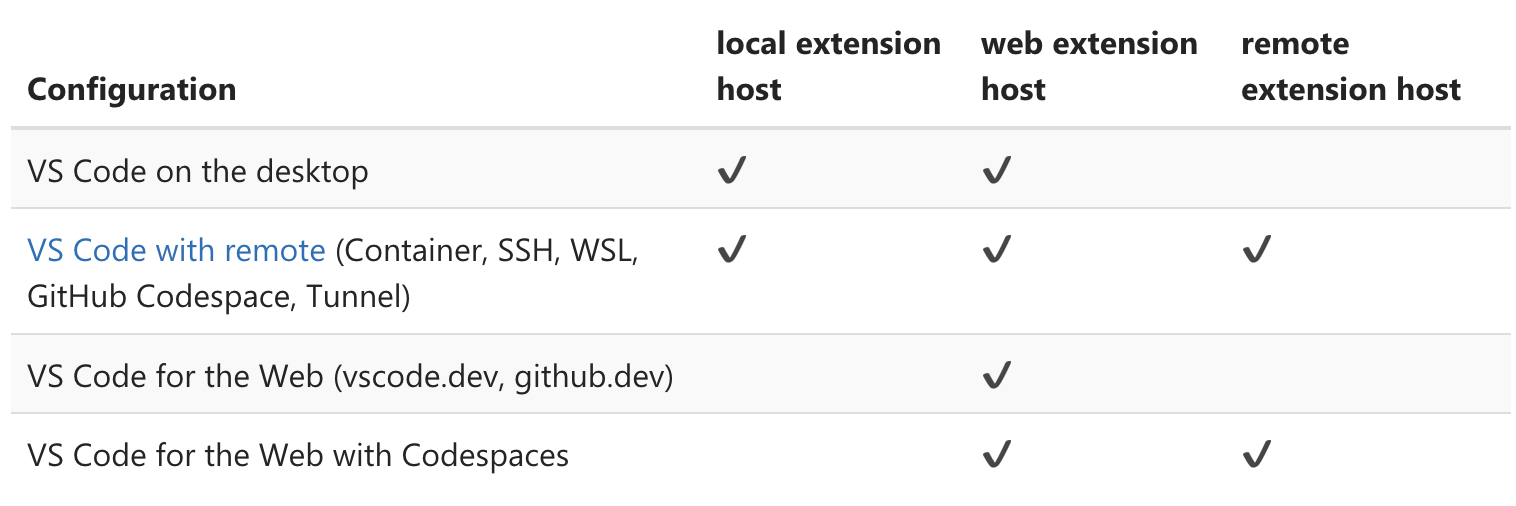 Configuration local extension host web extension host remote extension host
VS Code on the desktop ✔ ✔
VS Code with remote (Container, SSH, WSL, ✔ ✔ ✔
GitHub Codespace, Tunnel)
VS Code for the Web (vscode.dev, github.dev) ✔
VS Code for the Web with Codespaces ✔ ✔